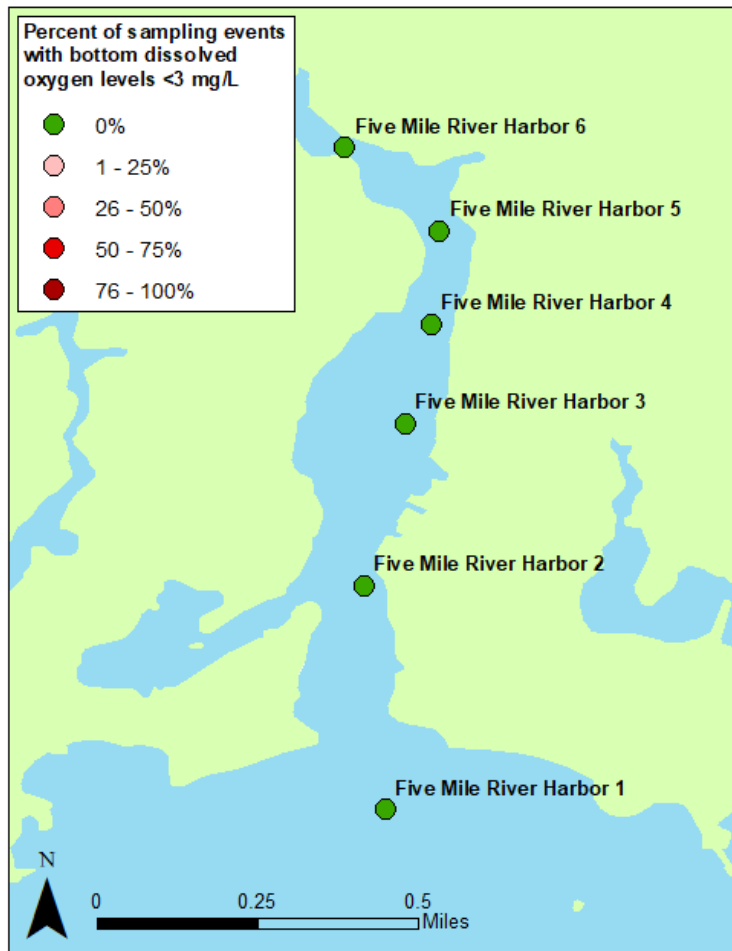 Percent of sampling events
with bottom dissolved
oxygen levels <3 mg/L
0%
1 - 25%
26 - 50%
50 - 75%
76 - 100%
Five Mile River Harbor 6
Five Mile River Harbor 5
Five Mile River Harbor 4
Five Mile River Harbor 3
Five Mile River Harbor 2
Five Mile River Harbor 1
N
0 0.25 0.5
Miles